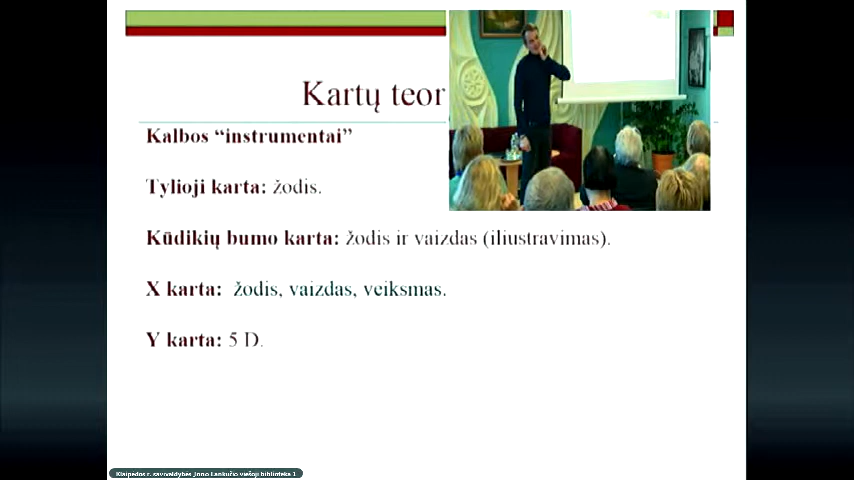 Kartų teor
Kalbos “instrumentai”
Tylioji karta: žodis.
Kūdikių bumo karta: žodis ir vaizdas (iliustravimas).
X karta: žodis, vaizdas, veiksmas.
Y karta: 5 D.
Klaipėdos r. savivaldybės Jono Lankučio viešoji biblioteka 1